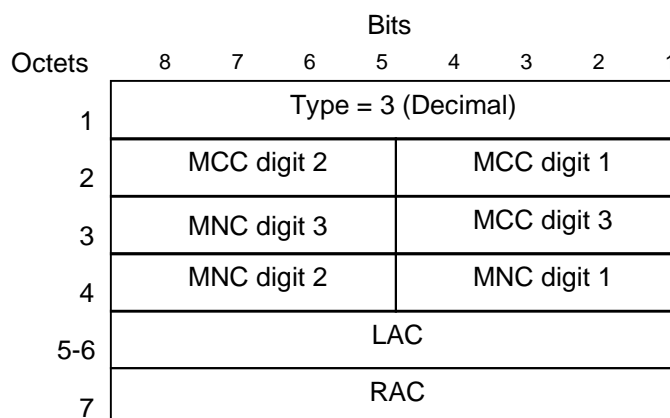 Bits
Octets 8 7 6 5 4 3 2 1
1 Type = 3 (Decimal)
2 MCC digit 2 MCC digit 1
3 MNC digit 3 MCC digit 3
4 MNC digit 2 MNC digit 1
5-6 LAC
7 RAC